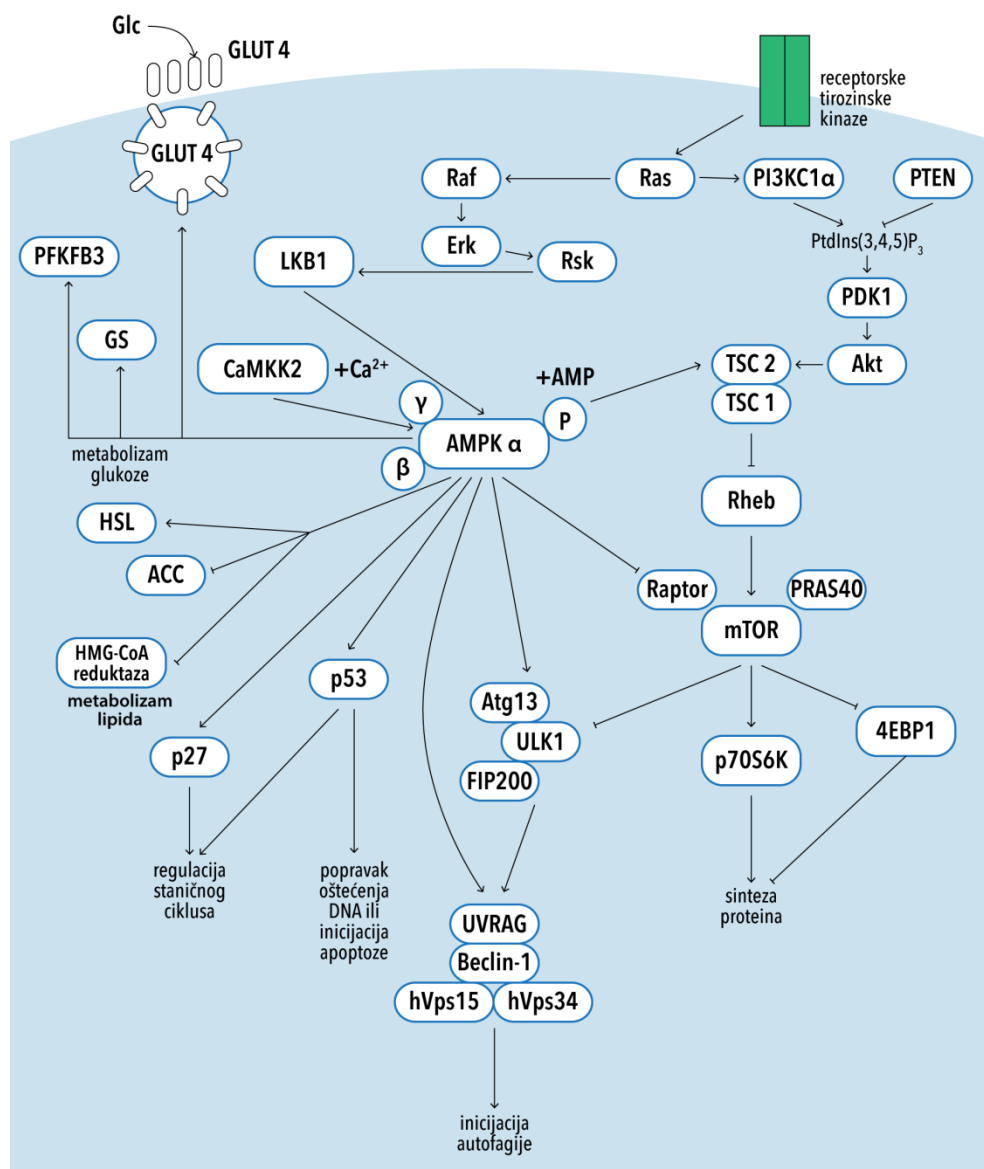 Glc
GLUT 4
GLUT 4
receptorske
tirozinske
kinaze
Raf
Ras
PI3KC1α
PTEN
PFKFB3
LKB1
Erk
Rsk
PtdIns(3,4,5)P₃
PDK1
GS
CaMKK2
+Ca²⁺
+AMP
TSC 2
Akt
TSC 1
γ
P
AMPK α
β
metabolizam
glukoze
HSL
ACC
Rheb
Raptor
PRAS40
mTOR
HMG-CoA
reduktaza
metabolizam
lipida
p53
Atg13
ULK1
FIP200
p27
p70S6K
4EBP1
regulacija
staničnog
ciklusa
popravak
oštećenja
DNA ili
inicijacija
apoptoze
sinteza
proteina
UVRAG
Beclin-1
hVps15
hVps34
inicijacija
autofagije